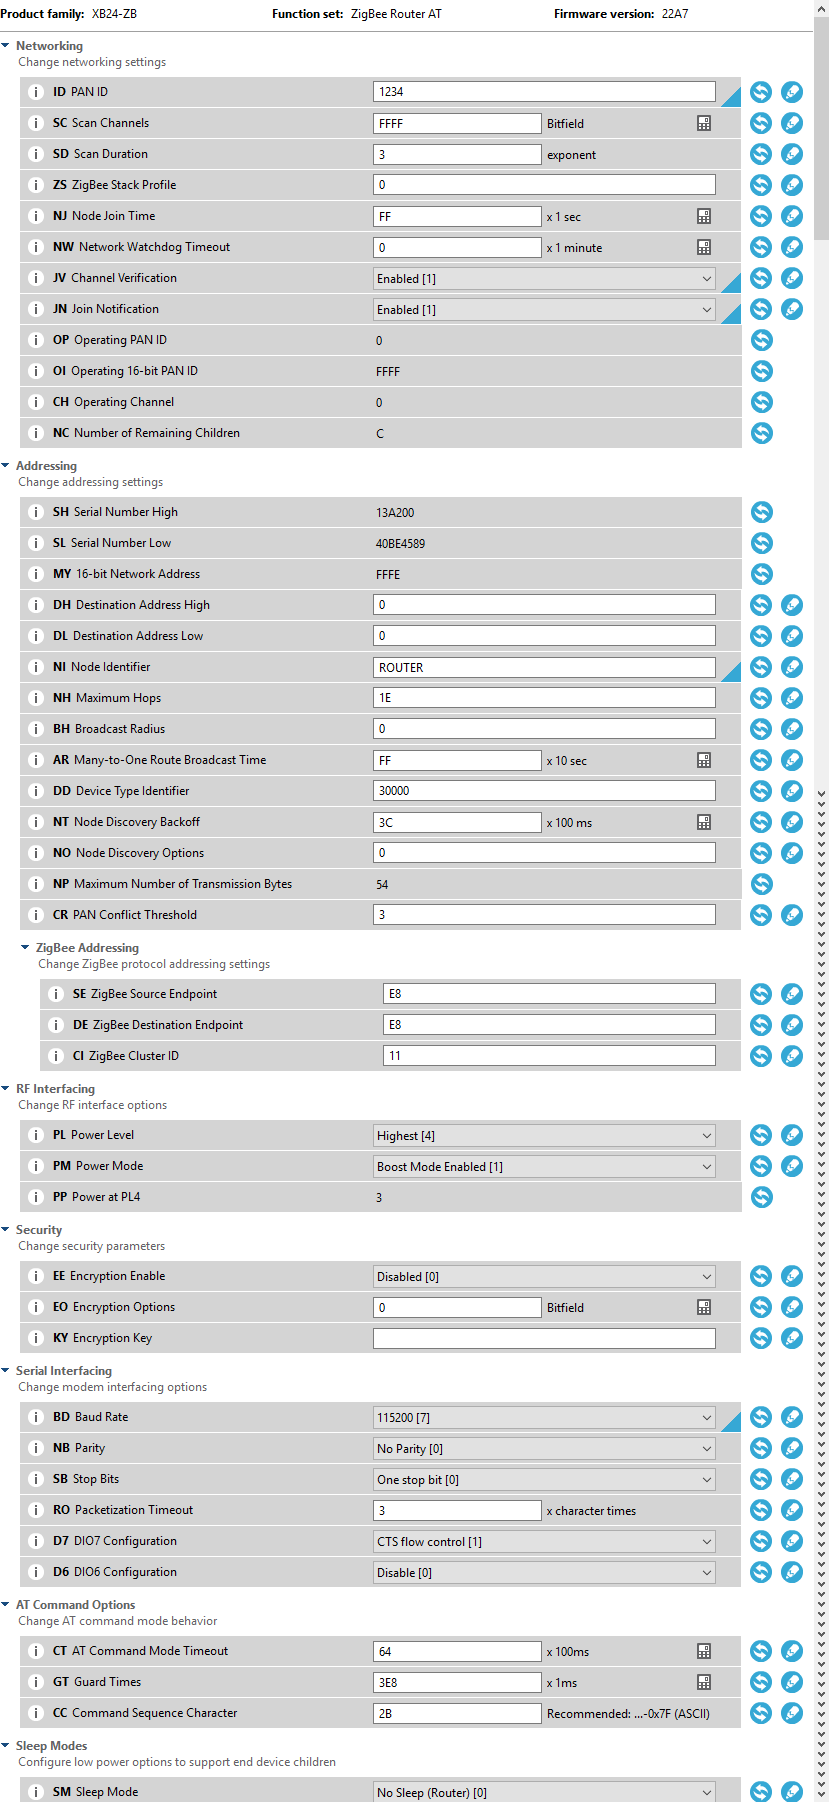 Product family: XB24-ZB Function set: ZigBee Router AT Firmware version: 22A7
Networking
Change networking settings
i ID PAN ID 1234
i SC Scan Channels FFFF Bitfield
i SD Scan Duration 3 exponent
i ZS ZigBee Stack Profile 0
i NJ Node Join Time FF x 1 sec
i NW Network Watchdog Timeout 0 x 1 minute
i JV Channel Verification Enabled [1]
i JN Join Notification Enabled [1]
i OP Operating PAN ID 0
i OI Operating 16-bit PAN ID FFFF
i CH Operating Channel 0
i NC Number of Remaining Children C
Addressing
Change addressing settings
i SH Serial Number High 13A200
i SL Serial Number Low 40BE4589
i MY 16-bit Network Address FFFE
i DH Destination Address High 0
i DL Destination Address Low 0
i NI Node Identifier ROUTER
i NH Maximum Hops 1E
i BH Broadcast Radius 0
i AR Many-to-One Route Broadcast Time FF x 10 sec
i DD Device Type Identifier 30000
i NT Node Discovery Backoff 3C x 100 ms
i NO Node Discovery Options 0
i NP Maximum Number of Transmission Bytes 54
i CR PAN Conflict Threshold 3
ZigBee Addressing
Change ZigBee protocol addressing settings
i SE ZigBee Source Endpoint E8
i DE ZigBee Destination Endpoint E8
i CI ZigBee Cluster ID 11
RF Interfacing
Change RF interface options
i PL Power Level Highest [4]
i PM Power Mode Boost Mode Enabled [1]
i PP Power at PL4 3
Security
Change security parameters
i EE Encryption Enable Disabled [0]
i EO Encryption Options 0 Bitfield
i KY Encryption Key
Serial Interfacing
Change modem interfacing options
i BD Baud Rate 115200 [7]
i NB Parity No Parity [0]
i SB Stop Bits One stop bit [0]
i RO Packetization Timeout 3 x character times
i D7 DIO7 Configuration CTS flow control [1]
i D6 DIO6 Configuration Disable [0]
AT Command Options
Change AT command mode behavior
i CT AT Command Mode Timeout 64 x 100ms
i GT Guard Times 3E8 x 1ms
i CC Command Sequence Character 2B Recommended: ...-0x7F (ASCII)
Sleep Modes
Configure low power options to support end device children
i SM Sleep Mode No Sleep (Router) [0]